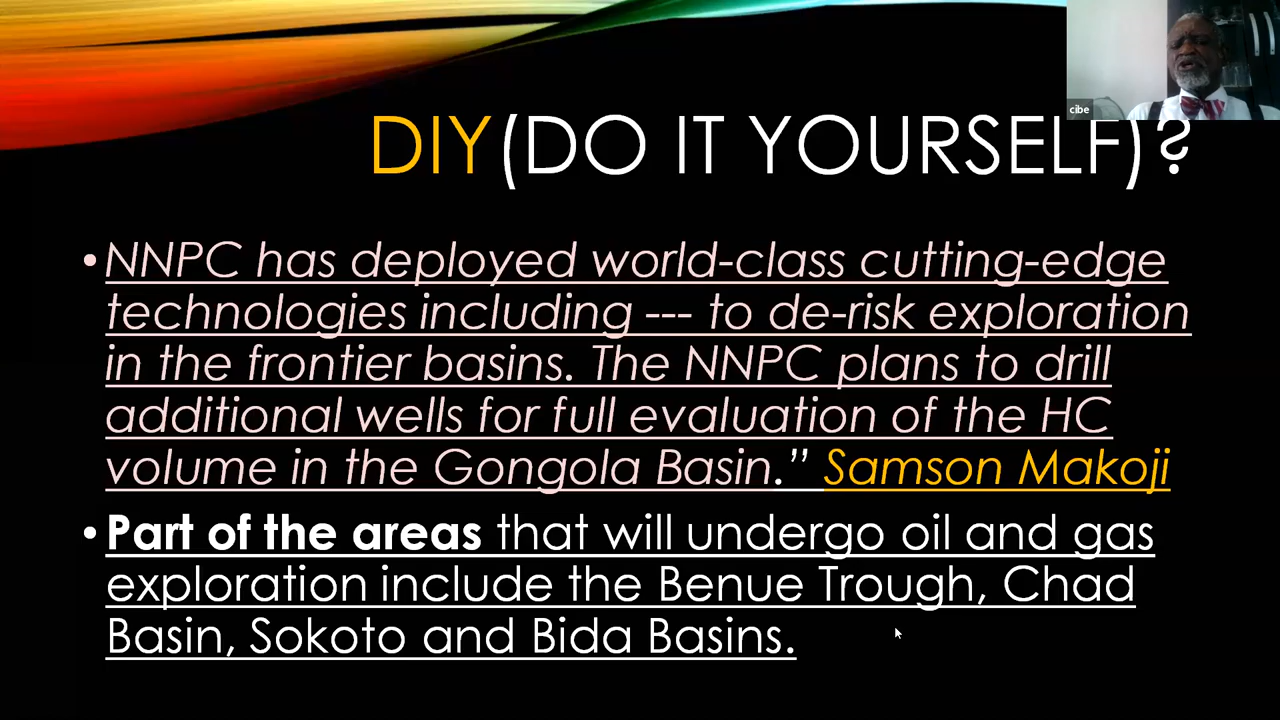 cibe
DIY(DO IT YOURSELF)?
•NNPC has deployed world-class cutting-edge
technologies including --- to de-risk exploration
in the frontier basins. The NNPC plans to drill
additional wells for full evaluation of the HC
volume in the Gongola Basin.” Samson Makoji
•Part of the areas that will undergo oil and gas
exploration include the Benue Trough, Chad
Basin, Sokoto and Bida Basins.